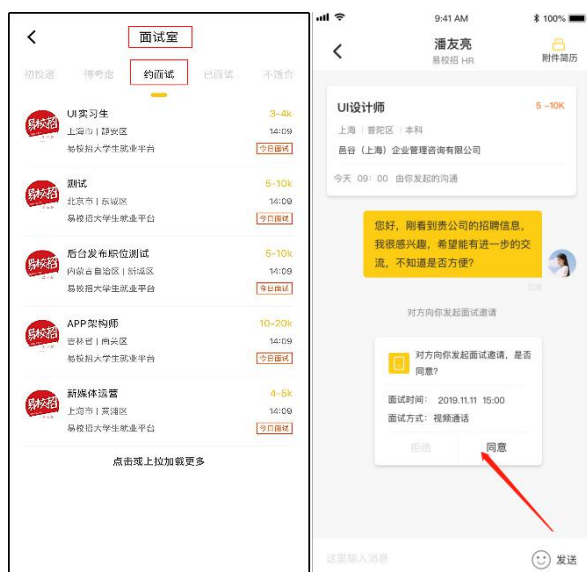 面试室
初投递 待考虑 约面试 已面试 不适合
易校招
UI实习生 3-4k
上海市 | 静安区 14:09
易校招大学生就业平台 今日面试
易校招
测试 5-10k
北京市 | 东城区 14:09
易校招大学生就业平台 今日面试
易校招
后台发布职位测试 5-10k
内蒙古自治区 | 新城区 14:09
易校招大学生就业平台 今日面试
易校招
APP架构师 10-20k
吉林省 | 南关区 14:09
易校招大学生就业平台 今日面试
易校招
新媒体运营 4-5k
上海市 | 黄浦区 14:09
易校招大学生就业平台 今日面试
点击或上拉加载更多
9:41 AM 100%
潘友亮
易校招 HR
附件简历
UI设计师 5 -10K
上海 | 普陀区 | 本科
邑谷（上海）企业管理咨询有限公司
今天 09：00 由你发起的沟通
您好，刚看到贵公司的招聘信息，
我很感兴趣，希望能有进一步的交
流，不知道是否方便？
对方向你发起面试邀请
对方向你发起面试邀请，是否
同意？
面试时间： 2019.11.11 15:00
面试方式：视频通话
拒绝 同意
这里输入消息 发送